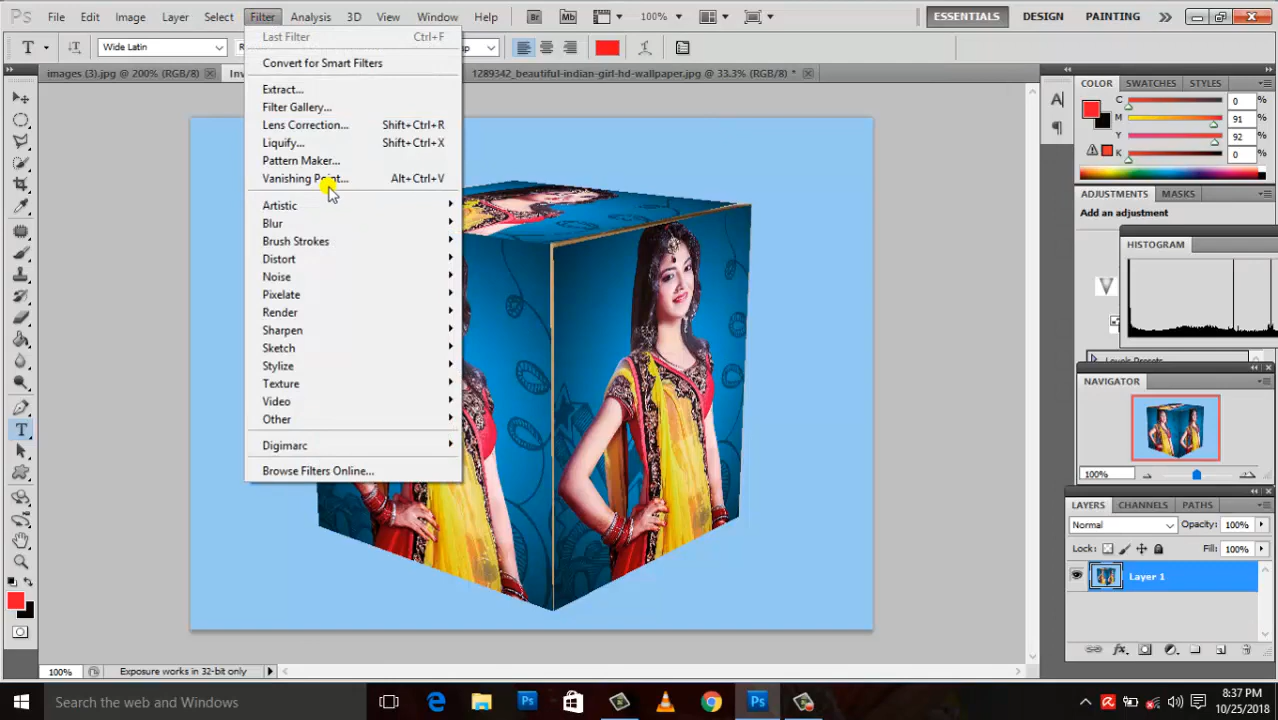 Ps File Edit Image Layer Select Filter Analysis 3D View Window Help Br Mb 100% ESSENTIALS DESIGN PAINTING
T Wide Latin
images (3).jpg @ 200% (RGB/8) 1289342_beautiful-indian-girl-hd-wallpaper.jpg @ 33.3% (RGB/8) *
Last Filter Ctrl+F
Convert for Smart Filters
Extract...
Filter Gallery...
Lens Correction... Shift+Ctrl+R
Liquify... Shift+Ctrl+X
Pattern Maker...
Vanishing Point... Alt+Ctrl+V
Artistic
Blur
Brush Strokes
Distort
Noise
Pixelate
Render
Sharpen
Sketch
Stylize
Texture
Video
Other
Digimarc
Browse Filters Online...
COLOR SWATCHES STYLES
C 0
M 91
Y 92
K 0
ADJUSTMENTS MASKS
Add an adjustment
HISTOGRAM
Levels Presets
NAVIGATOR
100%
LAYERS CHANNELS PATHS
Normal Opacity: 100%
Lock: Fill: 100%
Layer 1
100% Exposure works in 32-bit only
Search the web and Windows
8:37 PM
10/25/2018